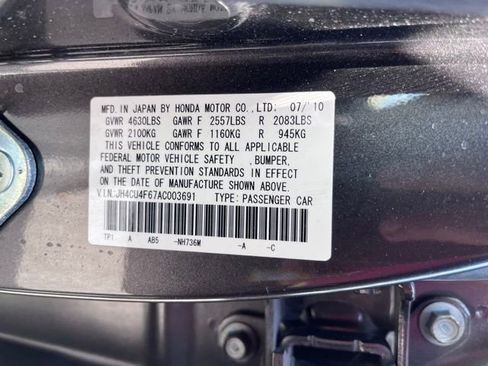 MFD. IN JAPAN BY HONDA MOTOR CO., LTD. 07/'10
GVWR 4630LBS GAWR F 2557LBS R 2083LBS
GVWR 2100KG GAWR F 1160KG R 945KG
THIS VEHICLE CONFORMS TO ALL APPLICABLE
FEDERAL MOTOR VEHICLE SAFETY ,BUMPER,
AND THEFT PREVENTION STANDARDS IN EFFECT
ON THE DATE OF MANUFACTURE SHOWN ABOVE.
V.I.N.:JH4CU4F67AC003691 TYPE: PASSENGER CAR
TP1 A AB5 -NH736M -A -C